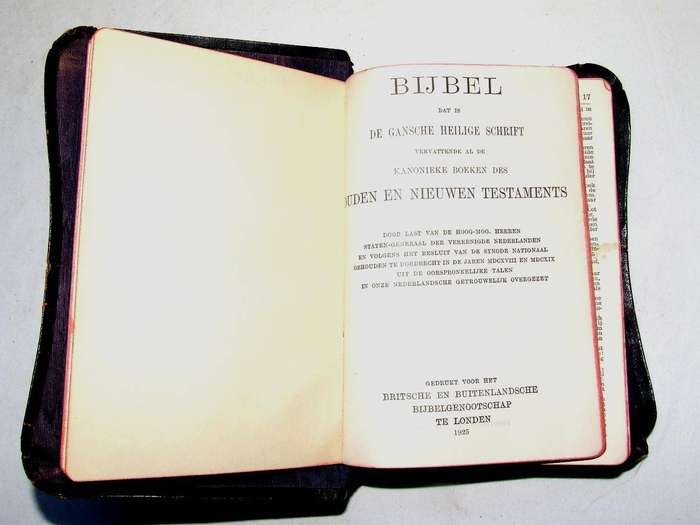 BIJBEL
DAT IS
DE GANSCHE HEILIGE SCHRIFT
VERVATTENDE AL DE
KANONIEKE BOEKEN DES
OUDEN EN NIEUWEN TESTAMENTS
DOOR LAST VAN DE HOOG-MOG. HEEREN
STATEN-GENERAAL DER VEREENIGDE NEDERLANDEN
EN VOLGENS HET BESLUIT VAN DE SYNODE NATIONAAL
GEHOUDEN TE DORDRECHT IN DE JAREN MDCXVIII EN MDCXIX
UIT DE OORSPRONKELIJKE TALEN
IN ONZE NEDERLANDSCHE GETROUWELIJK OVERGEZET
GEDRUKT VOOR HET
BRITSCHE EN BUITENLANDSCHE
BIJBELGENOOTSCHAP
TE LONDEN
1925
17